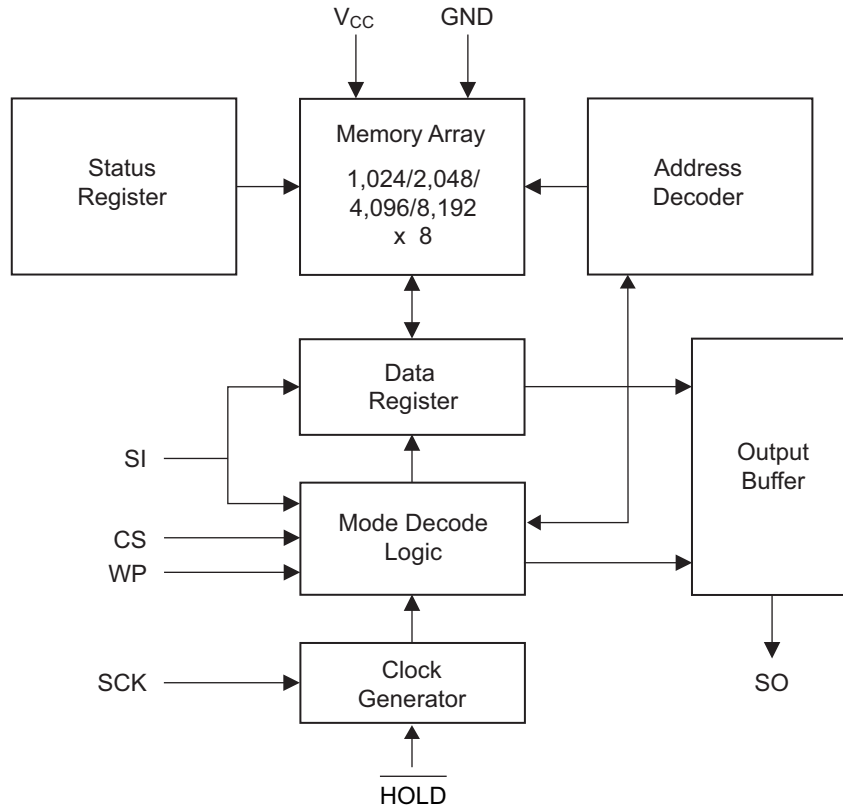 VCC
GND
Status
Register
Memory Array
1,024/2,048/
4,096/8,192
x 8
Address
Decoder
Data
Register
Output
Buffer
SI
CS
WP
Mode Decode
Logic
SCK
Clock
Generator
SO
HOLD